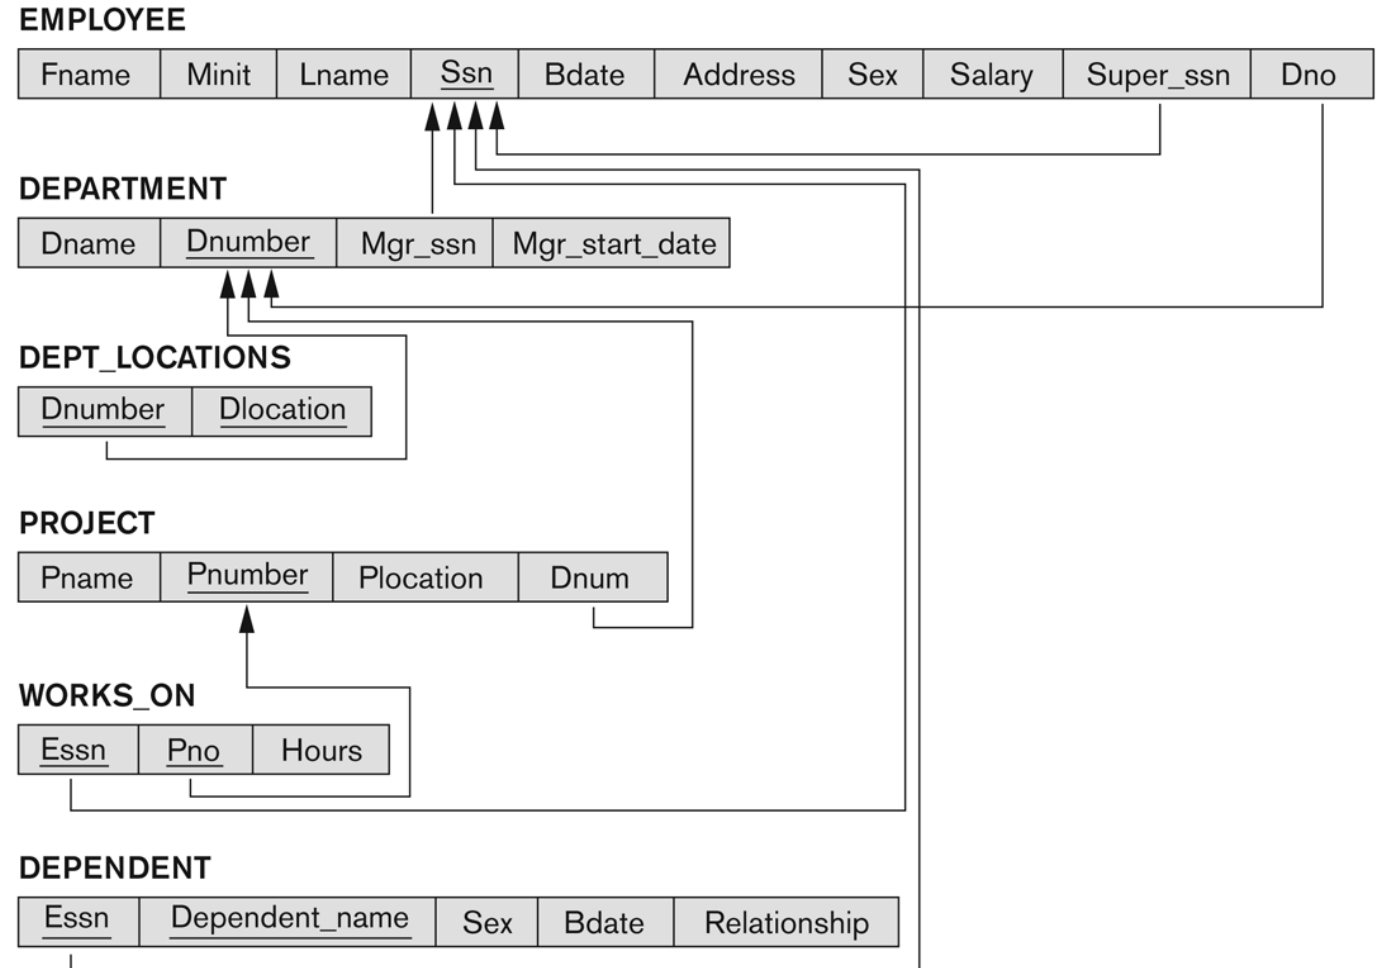 EMPLOYEE
Fname Minit Lname Ssn Bdate Address Sex Salary Super_ssn Dno
DEPARTMENT
Dname Dnumber Mgr_ssn Mgr_start_date
DEPT_LOCATIONS
Dnumber Dlocation
PROJECT
Pname Pnumber Plocation Dnum
WORKS_ON
Essn Pno Hours
DEPENDENT
Essn Dependent_name Sex Bdate Relationship